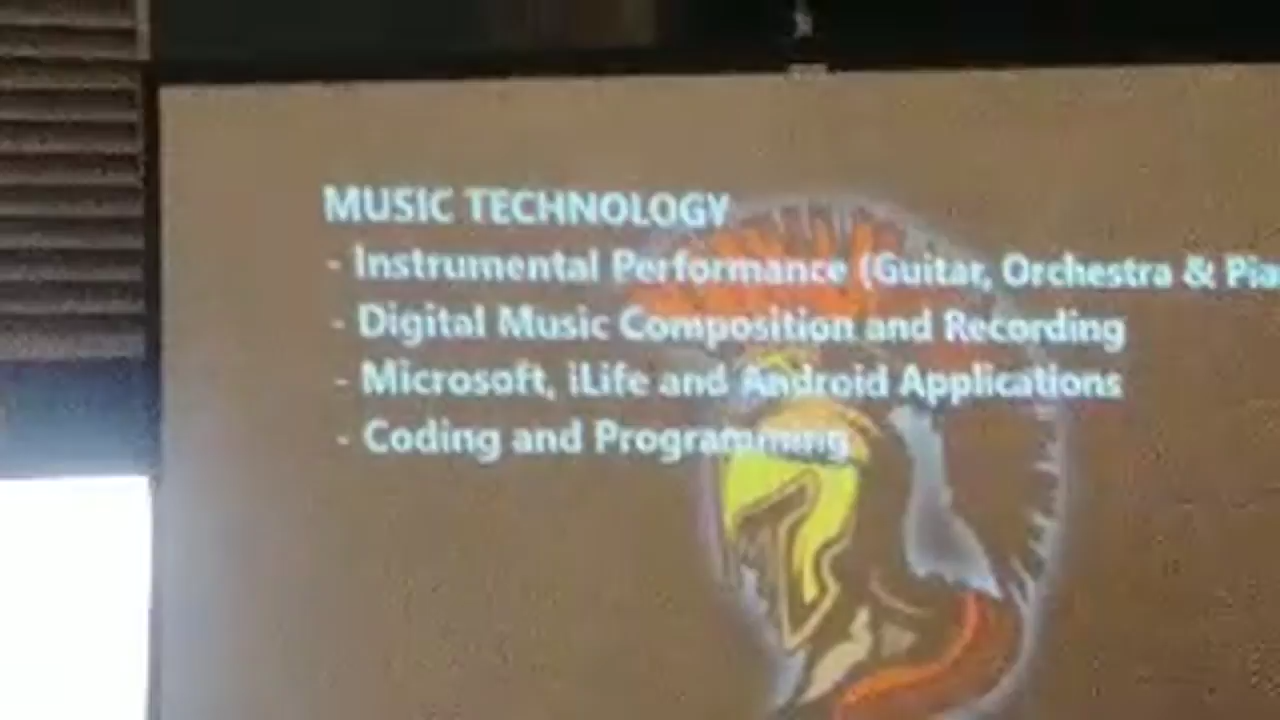 MUSIC TECHNOLOGY
- Instrumental Performance (Guitar, Orchestra &
- Digital Music Composition and Recording
- Microsoft, iLife and Android Applications
- Coding and Programming